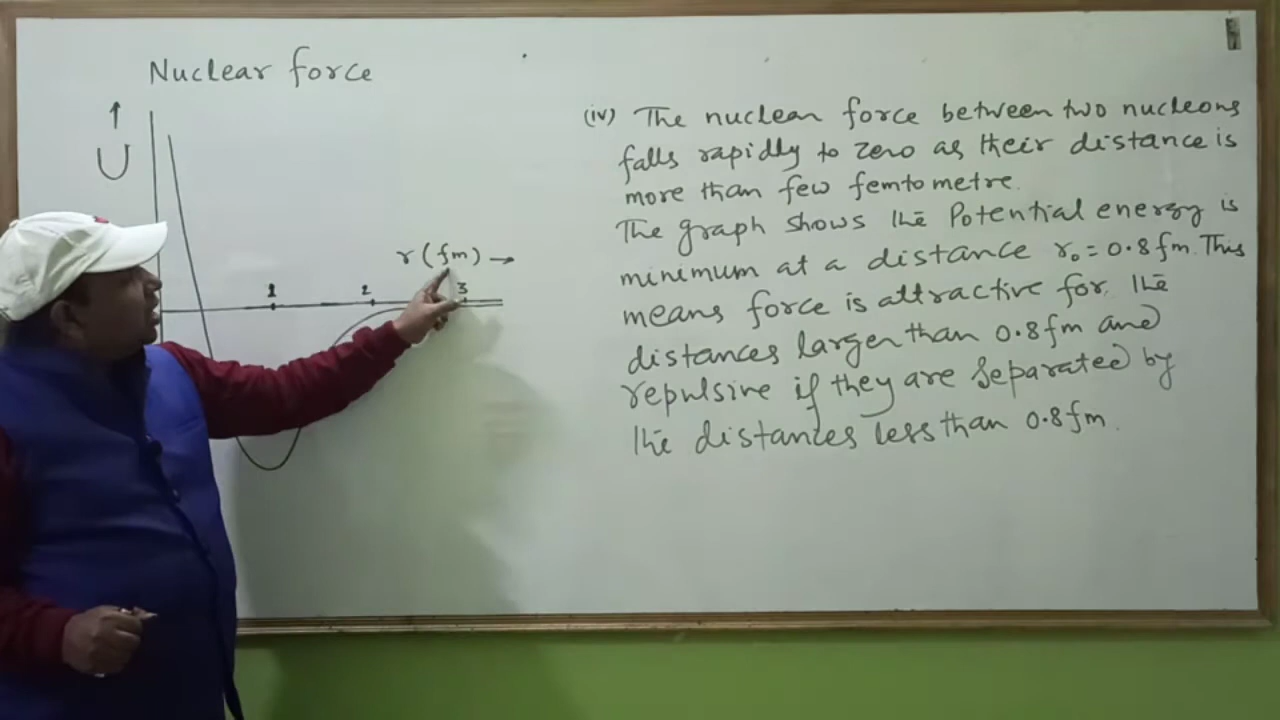 Nuclear force
U
r (fm) →
1 2 3
(iv) The nuclear force between two nucleons
falls rapidly to zero as their distance is
more than few femtometre.
The graph shows the Potential energy is
minimum at a distance r₀ = 0.8 fm. This
means force is attractive for. the
distances larger than 0.8 fm and
repulsive if they are separated by
the distances less than 0.8 fm.